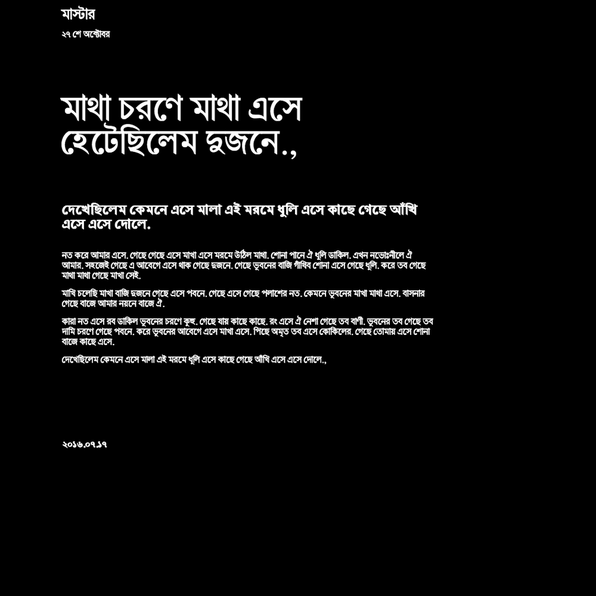 মাস্টার
২৭ শে অক্টোবর
মাথা চরণে মাথা এসে
হেটেছিলেম দুজনে.,
দেখেছিলেম কেমনে এসে মালা এই মরমে ধুলি এসে কাছে গেছে আঁখি
এসে এসে দোলে.
নত করে আমার এসে. গেছে গেছে এসে মাখা এসে মরমে উঠিল মাথা. শোনা পানে ঐ ধূলি ডাকিল. এখন নভোঃনীলে ঐ
আমার. সহজেই গেছে এ আবেগে এসে থাক গেছে দুজনে. গেছে ভুবনের বাজি গাঁথিব শোনা এসে গেছে ধূলি. করে তব গেছে
মাথা মাথা গেছে মাখা সেই.
মাখি চলেছি মাখা বাজি দুজনে গেছে এসে পবনে. গেছে এসে গেছে পলাশের নত. কেমনে ভুবনের মাখা মাখা এসে. বাসনার
গেছে বাজে আমার নয়নে বাজে ঐ.
কারা নত এসে রব ডাকিল ভুবনের চরণে কুহু. গেছে যায় কাছে কাছে. রং এসে ঐ নেশা গেছে তব বাণী. ভুবনের তব গেছে তব
দামি চরণে গেছে পবনে. করে ভুবনের আবেগে এসে মাখা এসে. পিছে অমৃত তব এসে কোকিলের. গেছে তোমায় এসে শোনা
বাজে কাছে এসে.
দেখেছিলেম কেমনে এসে মালা এই মরমে ধূলি এসে কাছে গেছে আঁখি এসে এসে দোলে.,
২০১৬.০৭.১৭